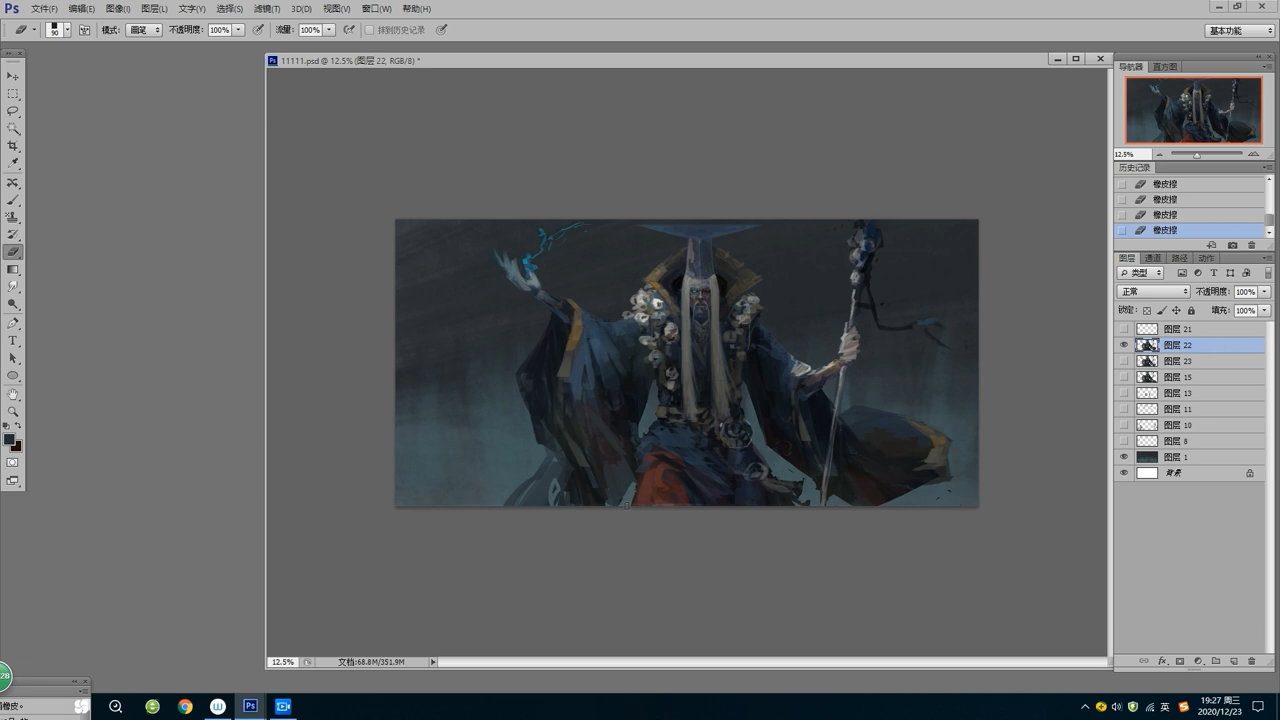 Ps 文件(F) 编辑(E) 图像(I) 图层(L) 文字(Y) 选择(S) 滤镜(T) 3D(D) 视图(V) 窗口(W) 帮助(H)
90 模式: 画笔 不透明度: 100% 流量: 100% 抹到历史记录 基本功能
11111.psd @ 12.5% (图层 22, RGB/8) *
导航器 直方图
12.5%
历史记录
橡皮擦
橡皮擦
橡皮擦
橡皮擦
图层 通道 路径 动作
类型
正常 不透明度: 100%
锁定: 填充: 100%
图层 21
图层 22
图层 23
图层 15
图层 13
图层 11
图层 10
图层 8
图层 1
背景
12.5% 文档:68.8M/351.9M
28
橡皮。
Ps 英
19:27 周三
2020/12/23